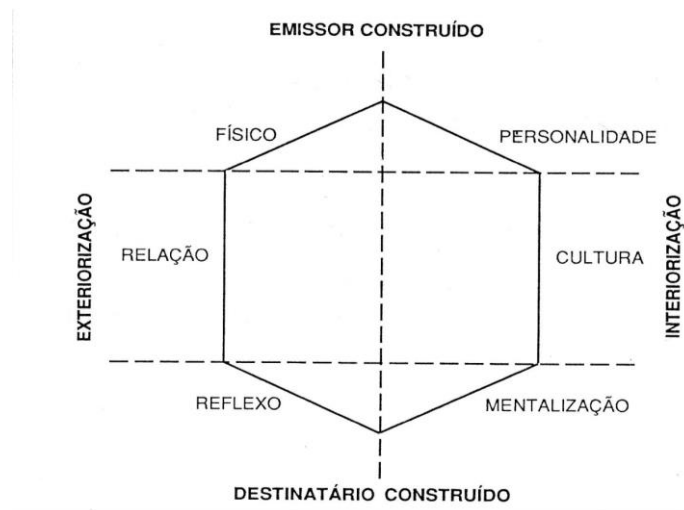 EMISSOR CONSTRUÍDO
FÍSICO
PERSONALIDADE
EXTERIORIZAÇÃO
RELAÇÃO
CULTURA
INTERIORIZAÇÃO
REFLEXO
MENTALIZAÇÃO
DESTINATÁRIO CONSTRUÍDO